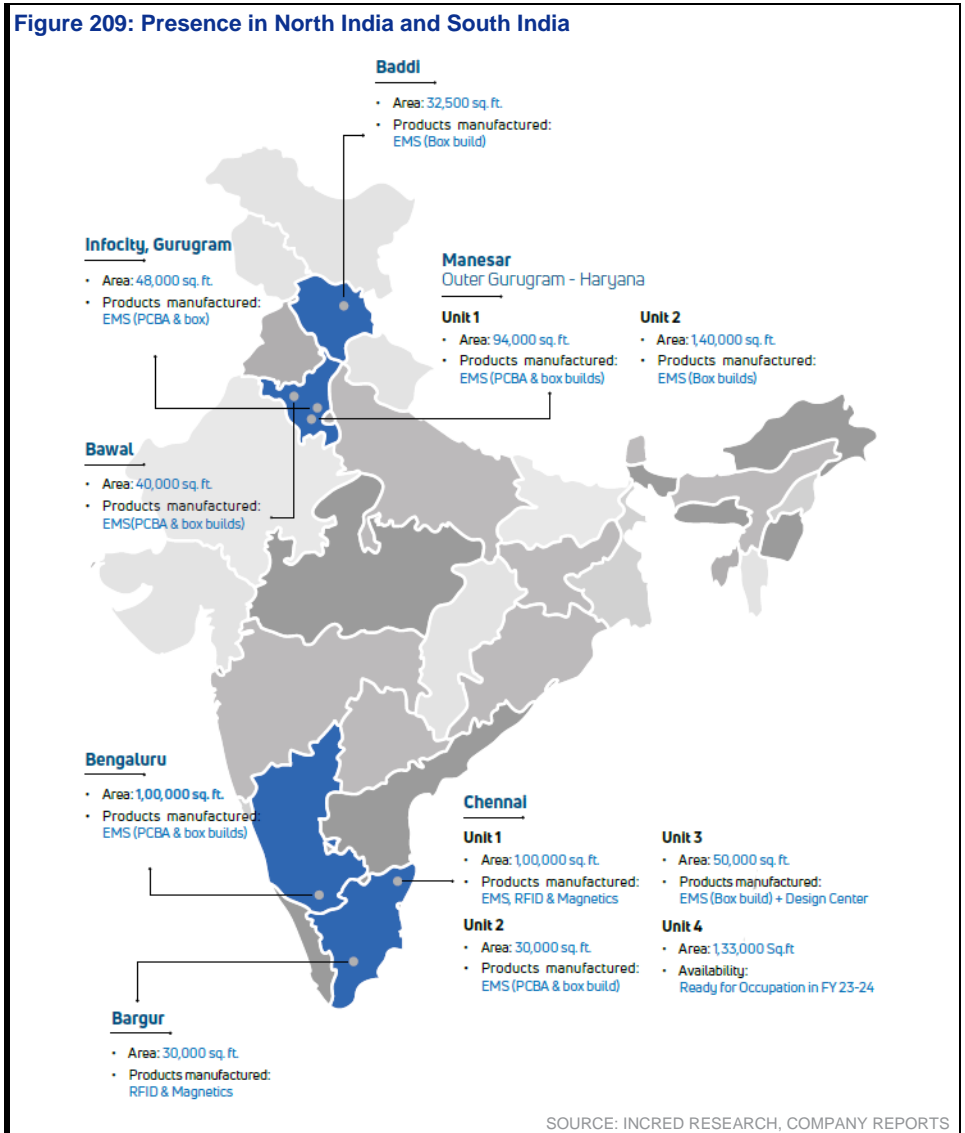 Figure 209: Presence in North India and South India
Baddi
• Area: 32,500 sq. ft.
• Products manufactured:
EMS (Box build)
Infocity, Gurugram
• Area: 48,000 sq. ft.
• Products manufactured:
EMS (PCBA & box)
Manesar
Outer Gurugram - Haryana
Unit 1
• Area: 94,000 sq. ft.
• Products manufactured:
EMS (PCBA & box builds)
Unit 2
• Area: 1,40,000 sq. ft.
• Products manufactured:
EMS (Box builds)
Bawal
• Area: 40,000 sq. ft.
• Products manufactured:
EMS(PCBA & box builds)
Bengaluru
• Area: 1,00,000 sq. ft.
• Products manufactured:
EMS (PCBA & box builds)
Chennai
Unit 1
• Area: 1,00,000 sq. ft.
• Products manufactured:
EMS, RFID & Magnetics
Unit 2
• Area: 30,000 sq. ft.
• Products manufactured:
EMS (PCBA & box build)
Unit 3
• Area: 50,000 sq. ft.
• Products manufactured:
EMS (Box build) + Design Center
Unit 4
• Area: 1,33,000 Sq.ft
• Availability:
Ready for Occupation in FY 23-24
Bargur
• Area: 30,000 sq. ft.
• Products manufactured:
RFID & Magnetics
SOURCE: INCRED RESEARCH, COMPANY REPORTS